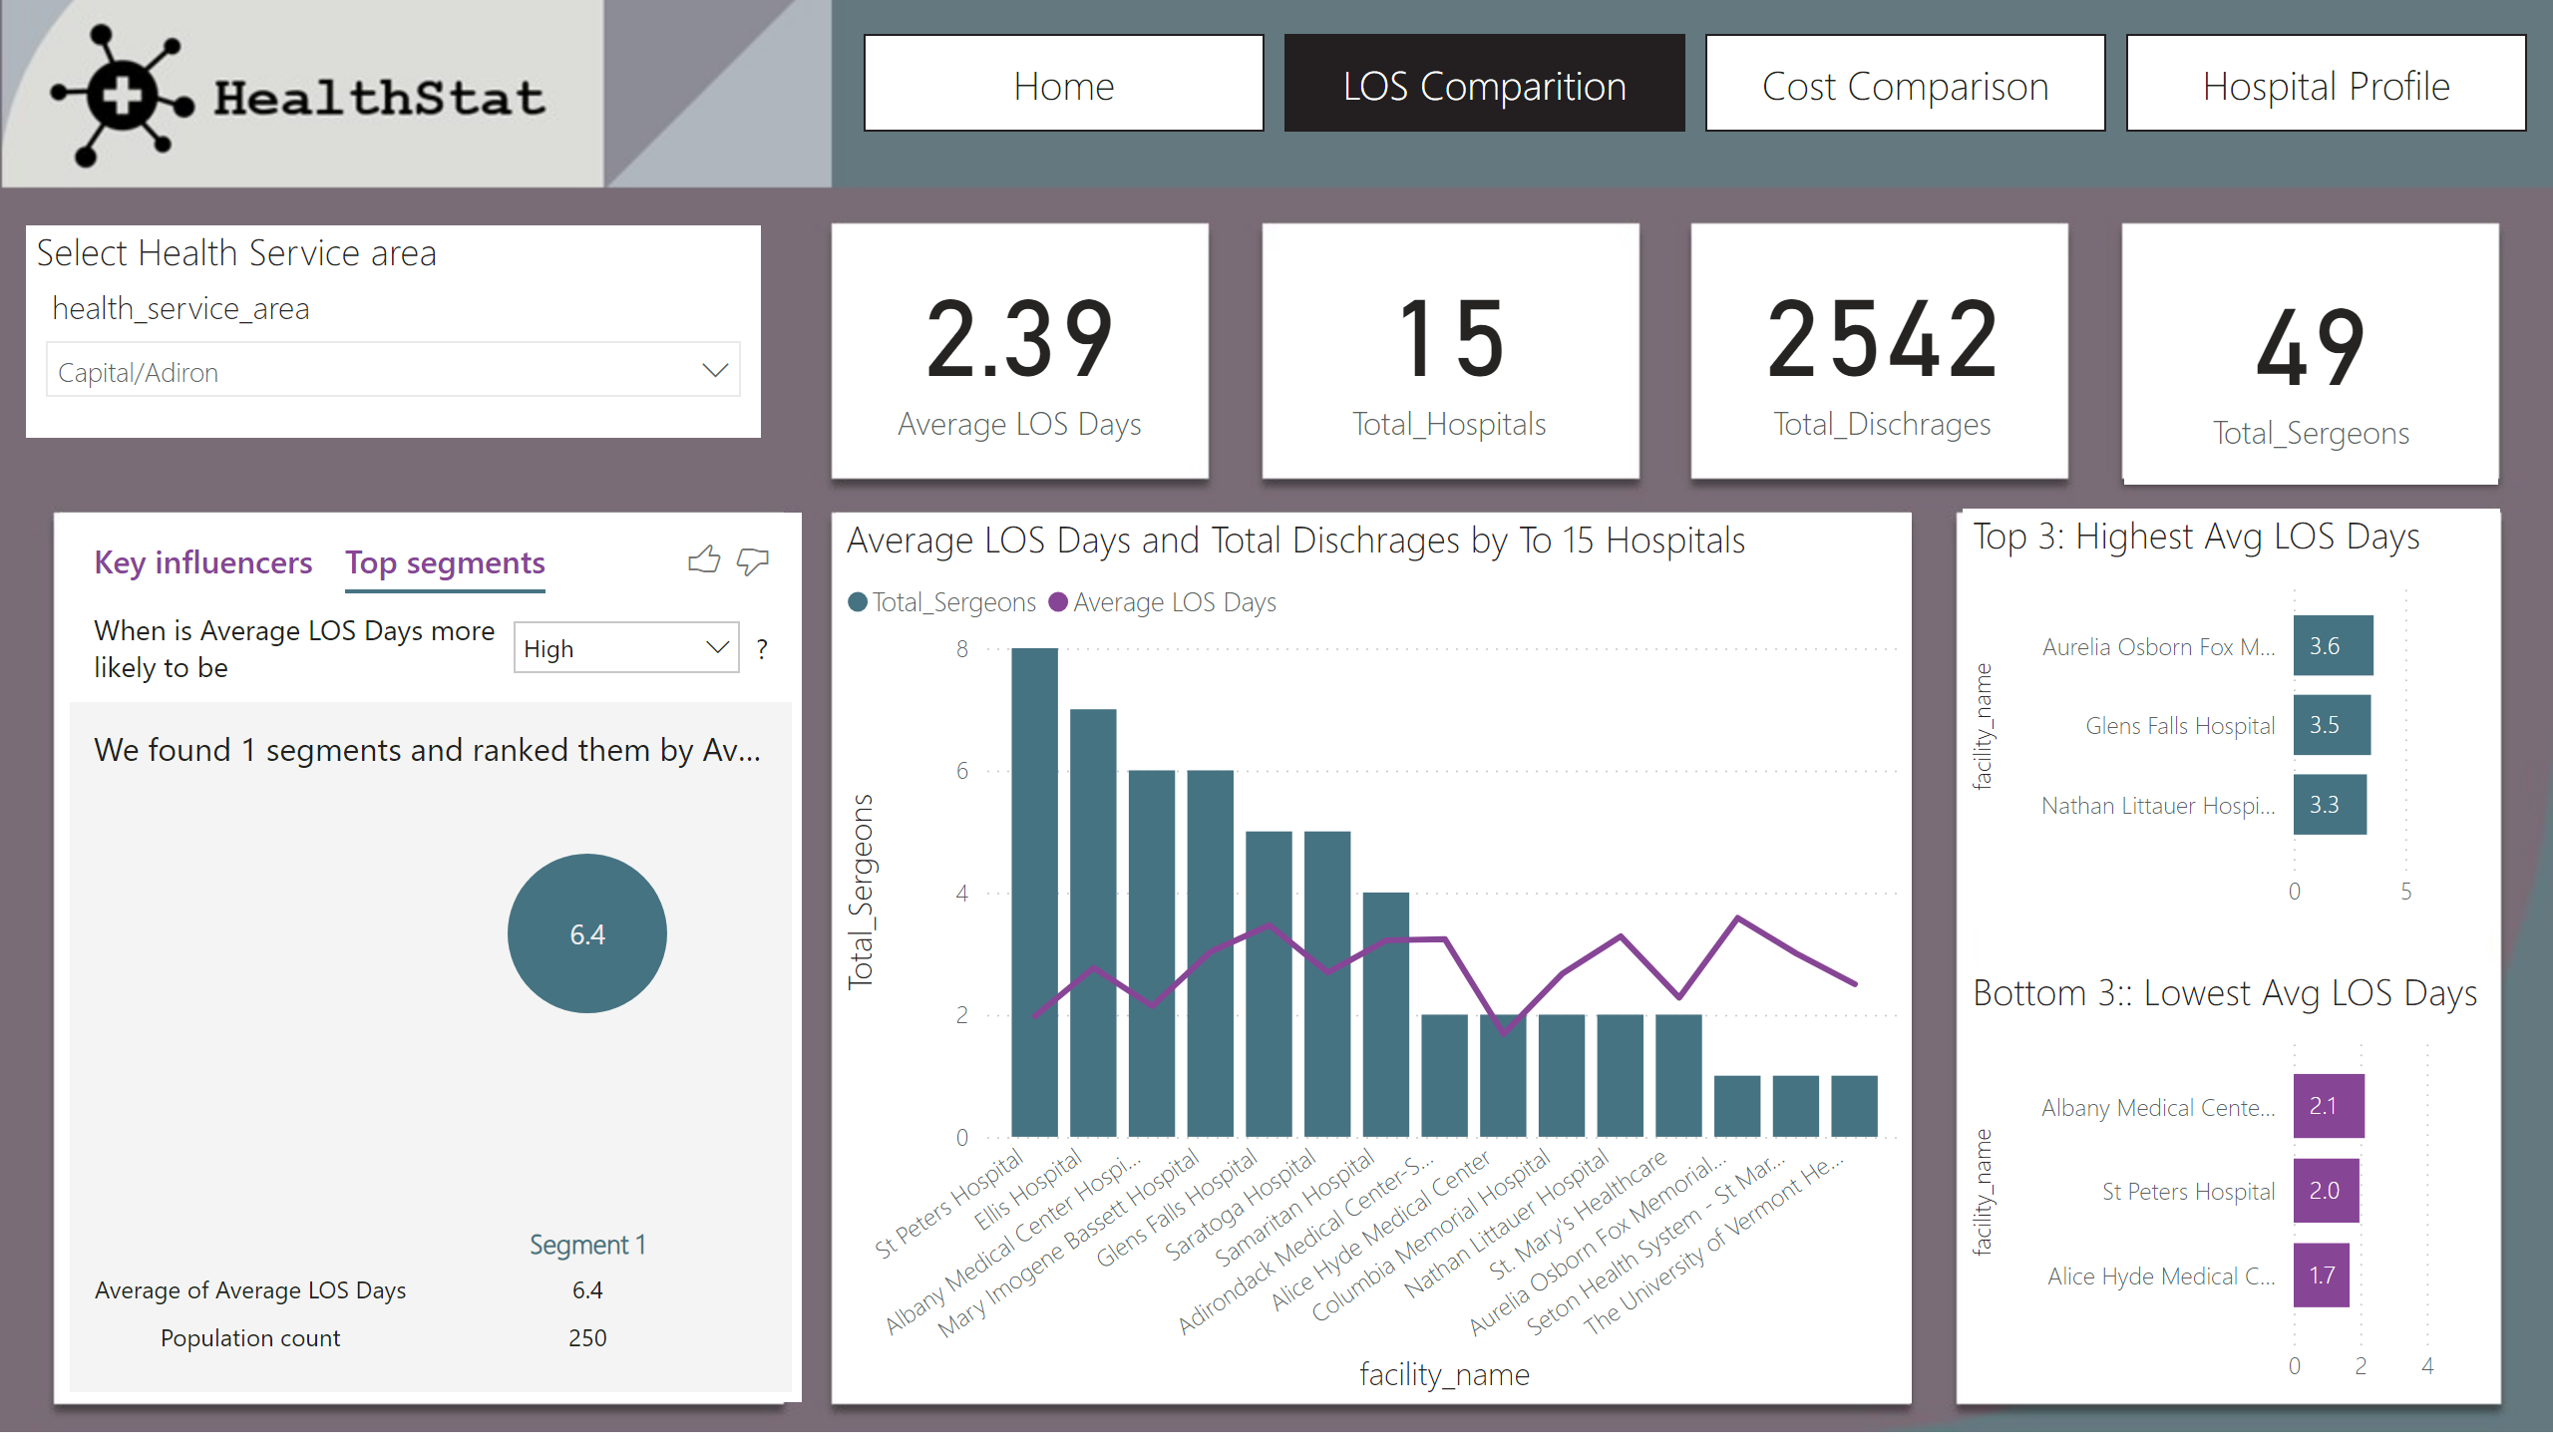 HealthStat
Home
LOS Comparition
Cost Comparison
Hospital Profile
Select Health Service area
health_service_area
Capital/Adiron
2.39
Average LOS Days
15
Total_Hospitals
2542
Total_Dischrages
49
Total_Sergeons
Key influencers
Top segments
When is Average LOS Days more
likely to be
High
?
We found 1 segments and ranked them by Av...
6.4
Segment 1
Average of Average LOS Days 6.4
Population count 250
Average LOS Days and Total Dischrages by To 15 Hospitals
Total_Sergeons Average LOS Days
Total_Sergeons
8
6
4
2
0
St Peters Hospital
Ellis Hospital
Albany Medical Center Hospi...
Mary Imogene Bassett Hospital
Glens Falls Hospital
Saratoga Hospital
Samaritan Hospital
Adirondack Medical Center-S...
Alice Hyde Medical Center
Columbia Memorial Hospital
Nathan Littauer Hospital
St. Mary's Healthcare
Aurelia Osborn Fox Memorial...
Seton Health System - St Mar...
The University of Vermont He...
facility_name
Top 3: Highest Avg LOS Days
facility_name
Aurelia Osborn Fox M... 3.6
Glens Falls Hospital 3.5
Nathan Littauer Hospi... 3.3
0 5
Bottom 3:: Lowest Avg LOS Days
facility_name
Albany Medical Cente... 2.1
St Peters Hospital 2.0
Alice Hyde Medical C... 1.7
0 2 4